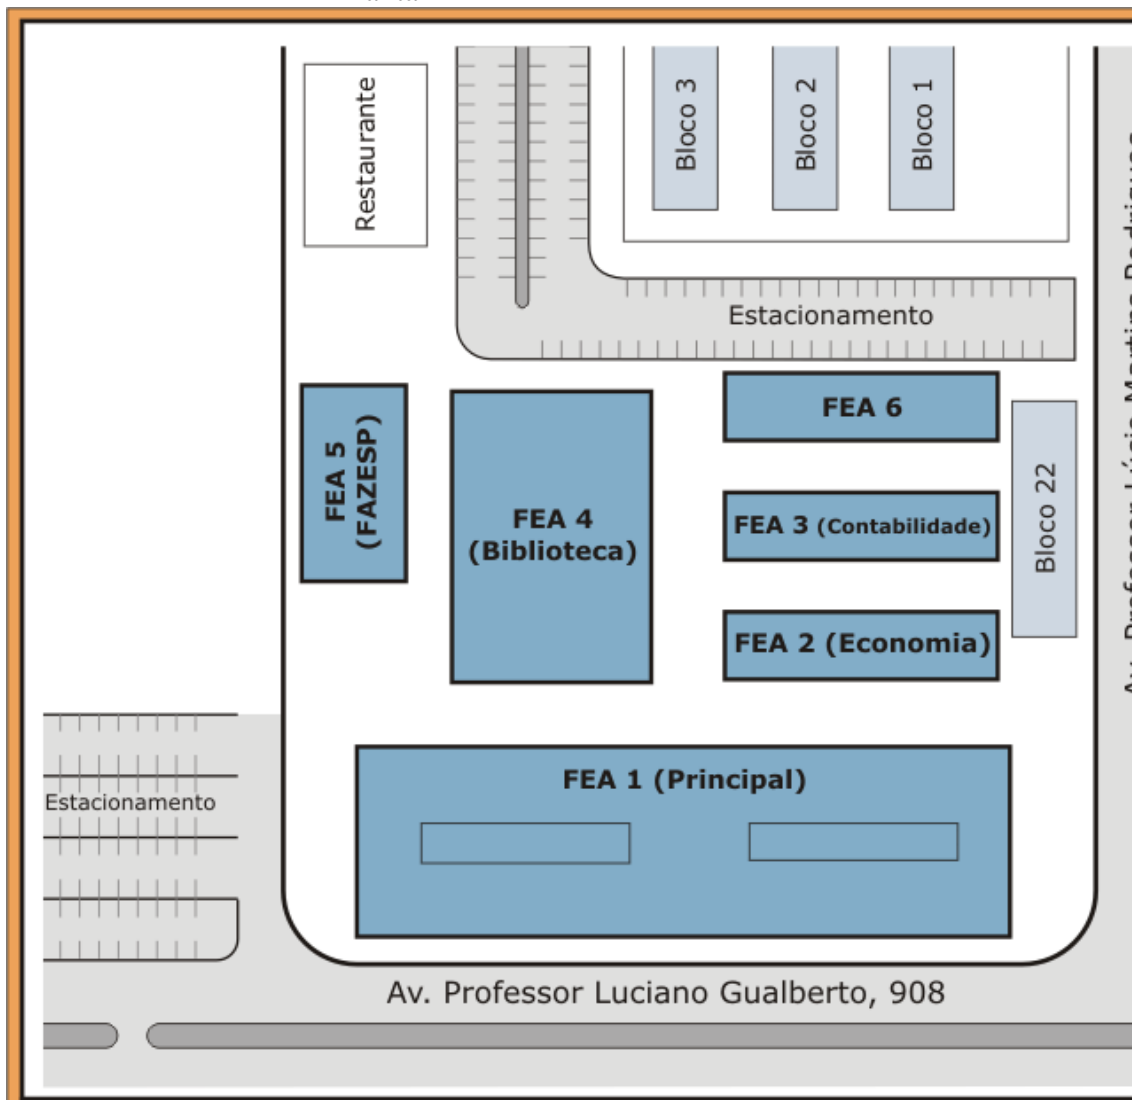 Restaurante
Bloco 3
Bloco 2
Bloco 1
Estacionamento
FEA 6
FEA 5
(FAZESP)
FEA 4
(Biblioteca)
FEA 3 (Contabilidade)
Bloco 22
FEA 2 (Economia)
FEA 1 (Principal)
Estacionamento
Av. Professor Luciano Gualberto, 908